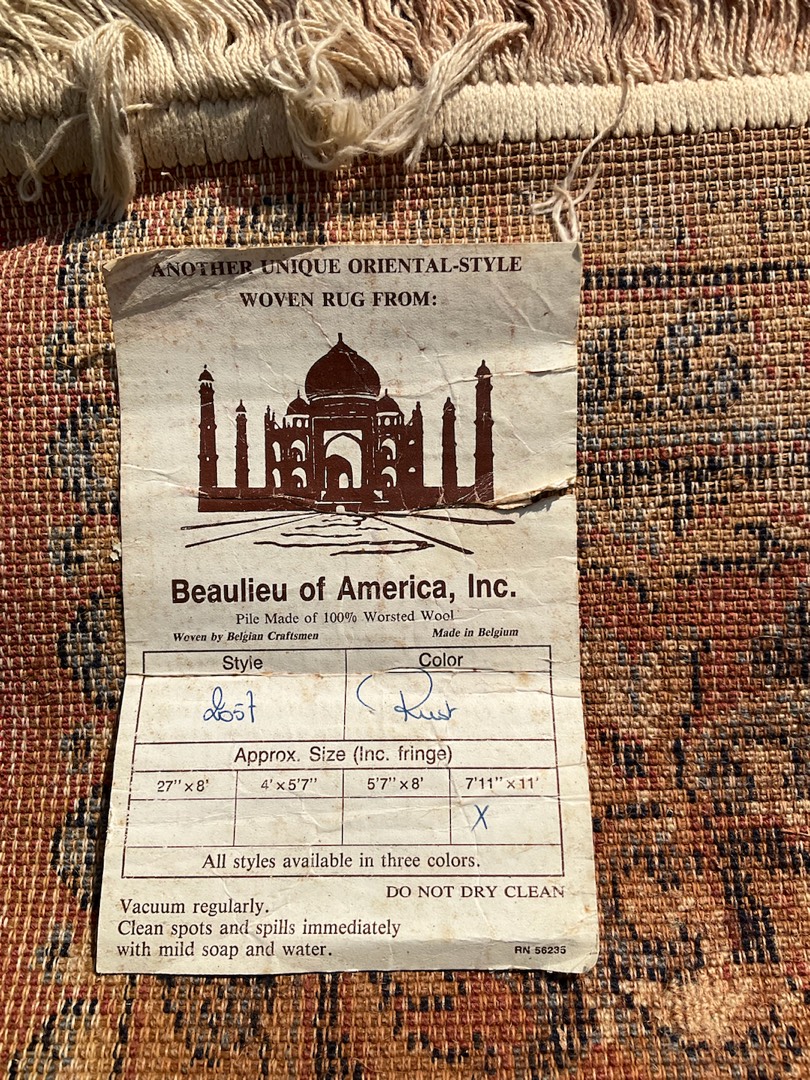 ANOTHER UNIQUE ORIENTAL-STYLE
WOVEN RUG FROM:
Beaulieu of America, Inc.
Pile Made of 100% Worsted Wool
Woven by Belgian Craftsmen Made in Belgium
Style Color
2557 Rust
Approx. Size (Inc. fringe)
27" x 8' 4' x 5'7" 5'7" x 8' 7'11" x 11'
X
All styles available in three colors.
DO NOT DRY CLEAN
Vacuum regularly.
Clean spots and spills immediately
with mild soap and water.
RN 56235